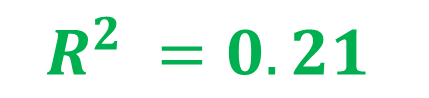 R² = 0.21